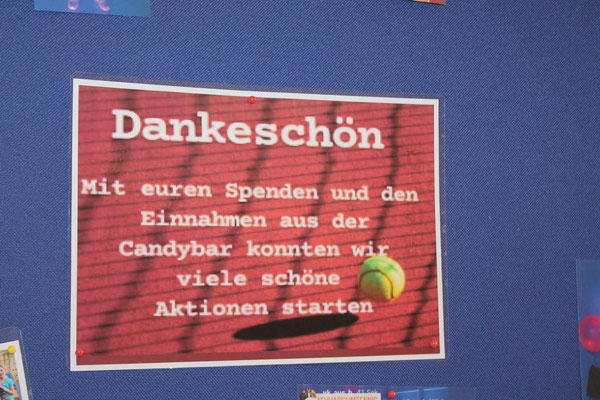 Dankeschön
Mit euren Spenden und den
Einnahmen aus der
Candybar konnten wir
viele schöne
Aktionen starten